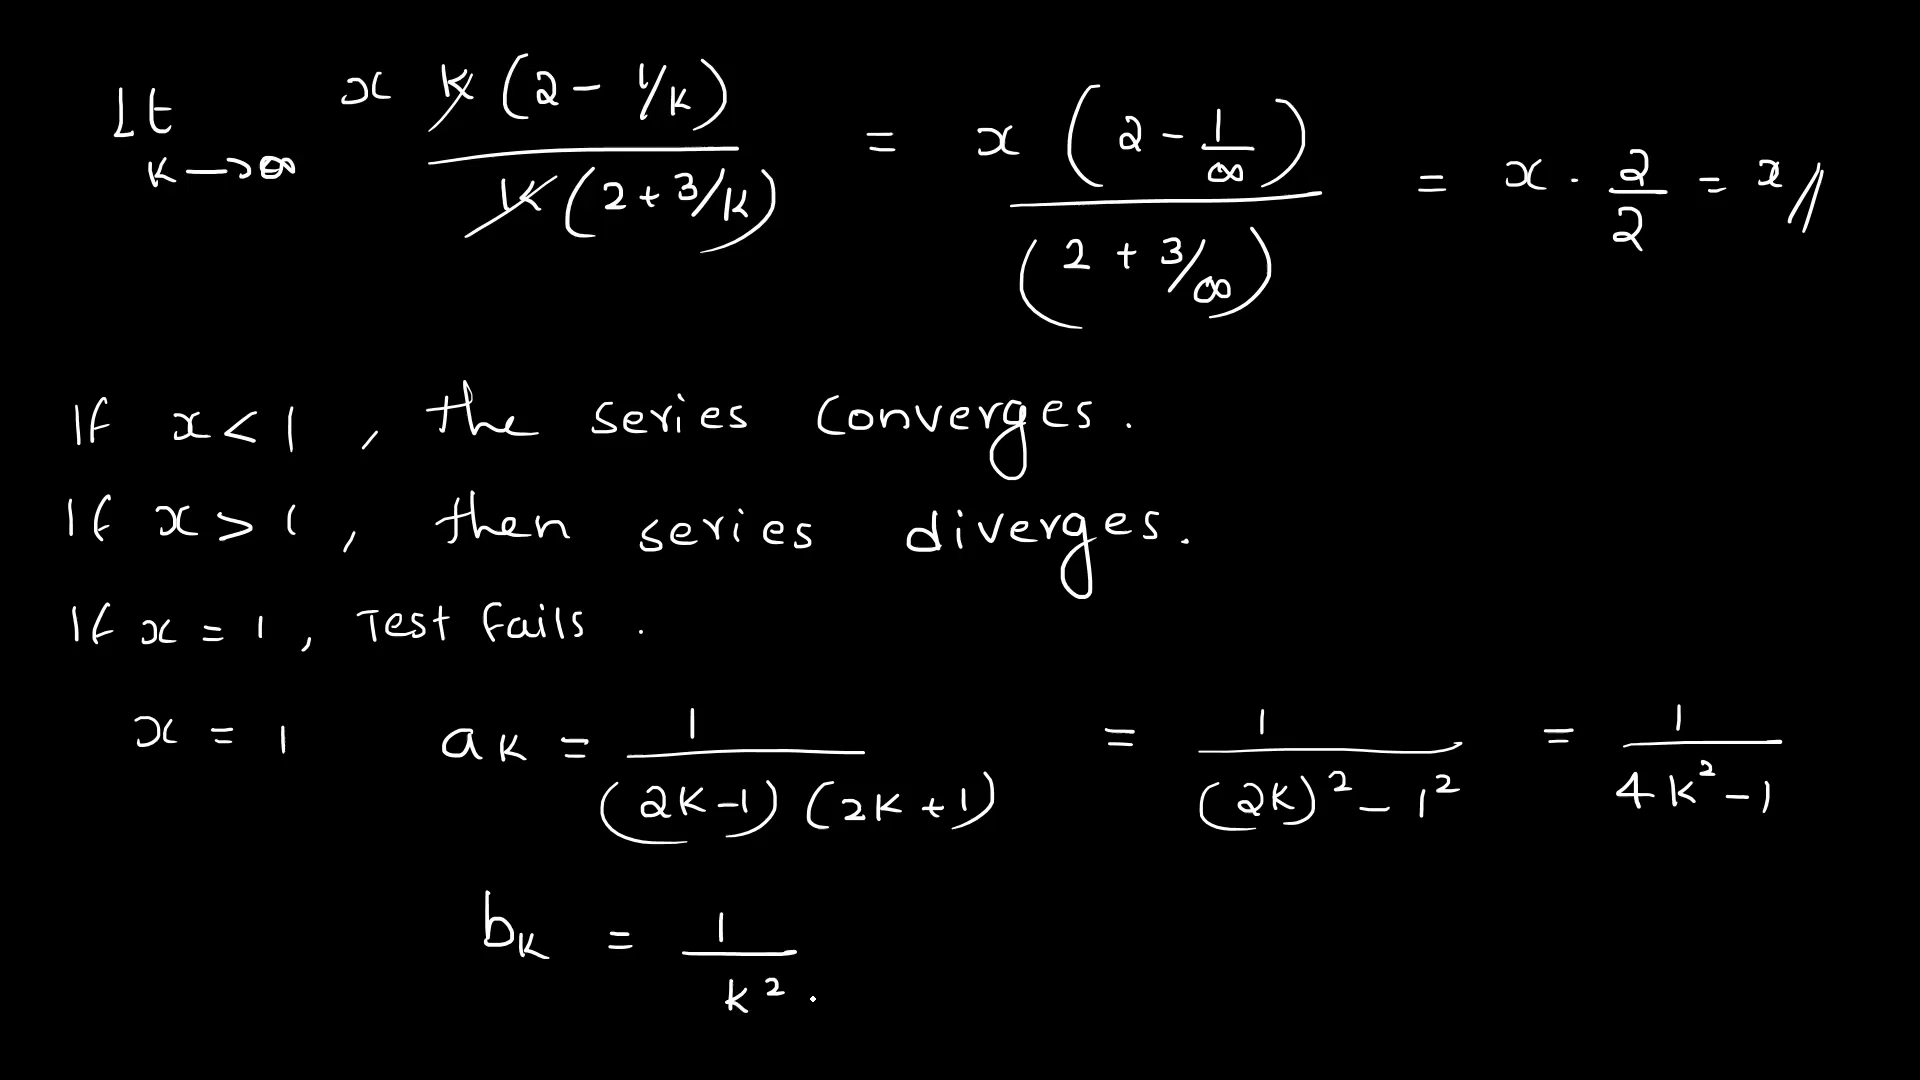 Lt k→∞ x k(2 - 1/k) / k(2 + 3/k) = x (2 - 1/∞) / (2 + 3/∞) = x · 2/2 = x //
If x < 1 , the series converges .
If x > 1 , then series diverges .
If x = 1 , Test fails .
x = 1 ak = 1 / (2k-1) (2k+1) = 1 / (2k)² - 1² = 1 / 4k² - 1
bk = 1 / k² .